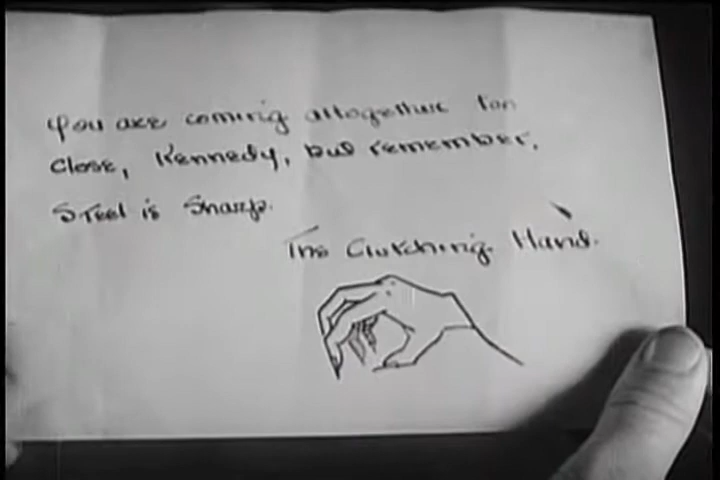 You are coming altogether too
close, Kennedy, but remember,
Steel is Sharp.
The Clutching Hand.